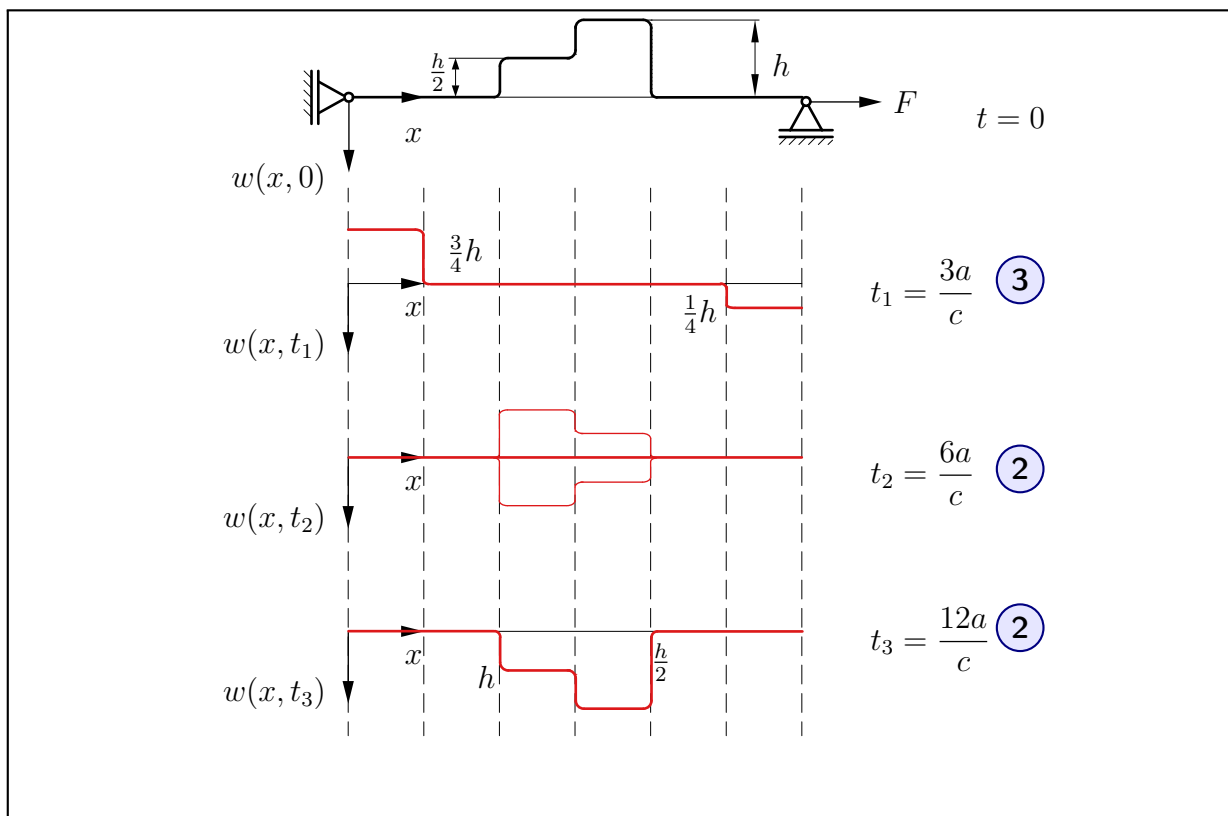 h/2
h
F
x
t = 0
w(x, 0)
3/4 h
t₁ = 3a/c 3
x
1/4 h
w(x, t₁)
x
t₂ = 6a/c 2
w(x, t₂)
x
h
h/2
t₃ = 12a/c 2
w(x, t₃)